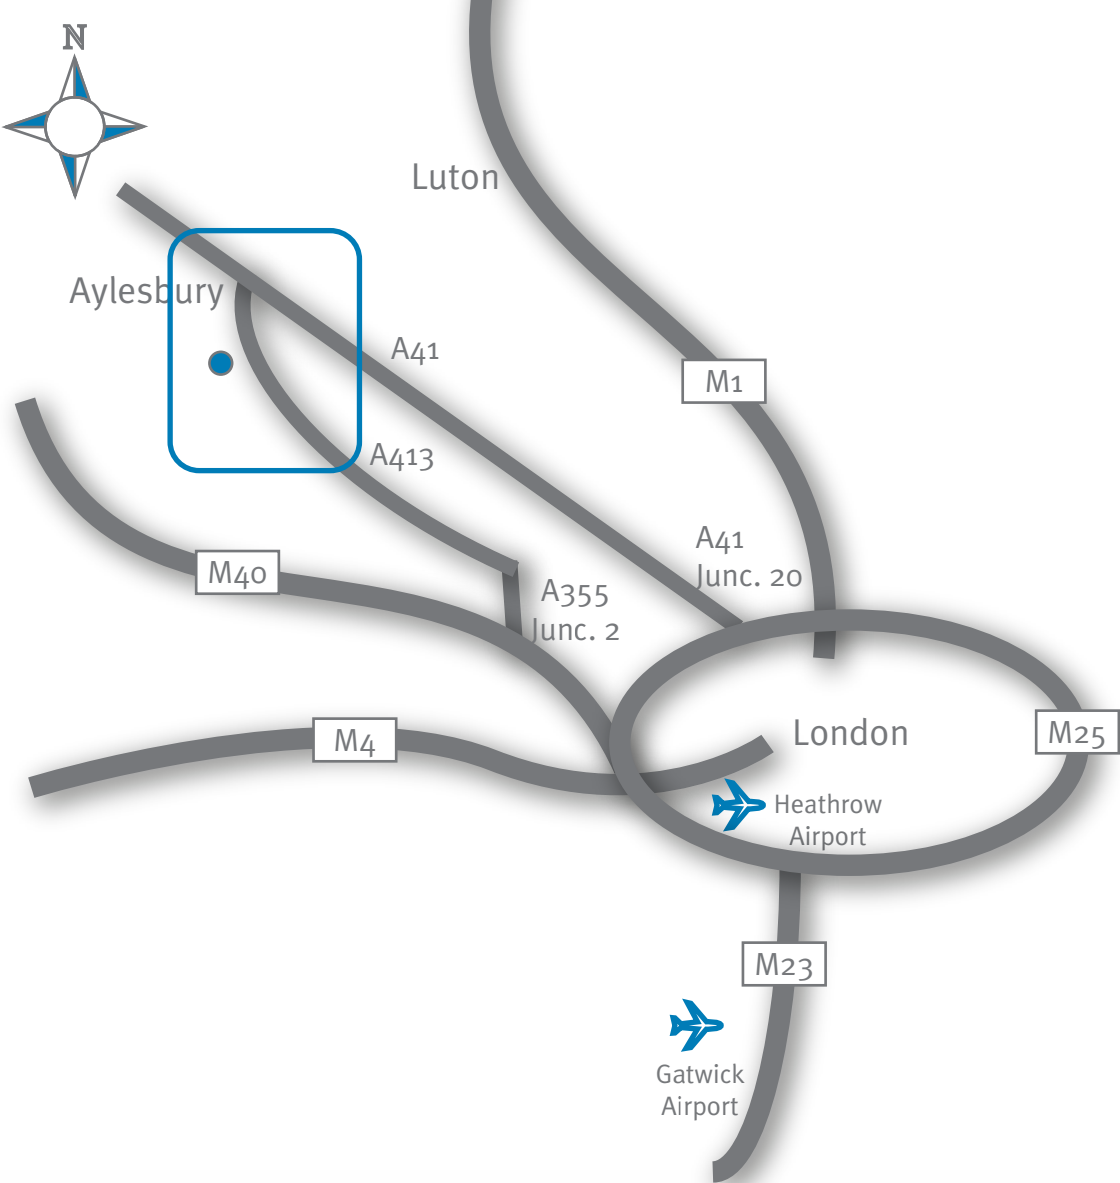 N
Luton
Aylesbury
A41
M1
A413
A41
Junc. 20
M40
A355
Junc. 2
M4
London
M25
Heathrow
Airport
M23
Gatwick
Airport